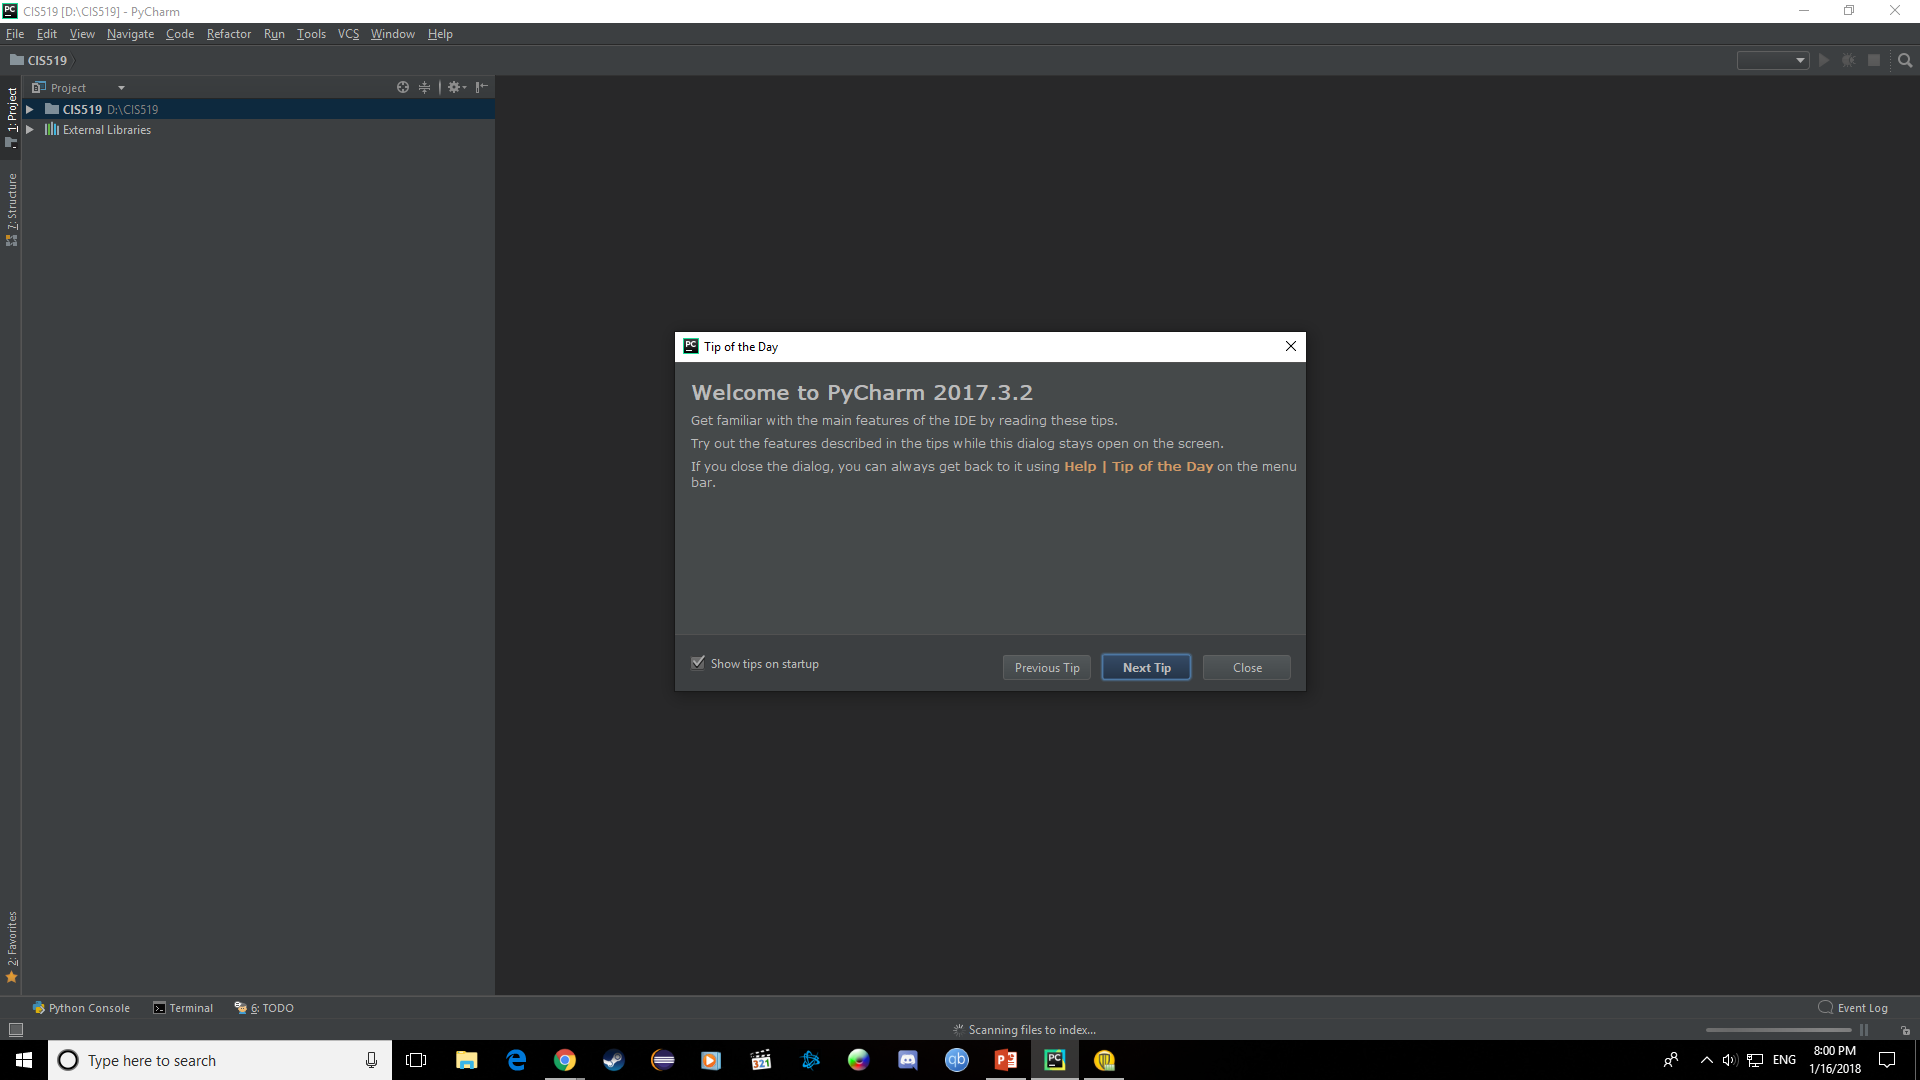 CIS519 [D:\CIS519] - PyCharm
File Edit View Navigate Code Refactor Run Tools VCS Window Help
CIS519
Project
1: Project
CIS519 D:\CIS519
External Libraries
7: Structure
Tip of the Day
Welcome to PyCharm 2017.3.2
Get familiar with the main features of the IDE by reading these tips.
Try out the features described in the tips while this dialog stays open on the screen.
If you close the dialog, you can always get back to it using Help | Tip of the Day on the menu
bar.
Show tips on startup
Previous Tip Next Tip Close
2: Favorites
Python Console Terminal 6: TODO Event Log
Scanning files to index...
Type here to search
321
qb
PC
ENG
8:00 PM
1/16/2018